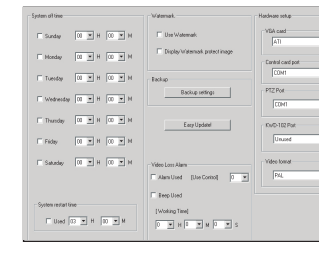 System off time
Sunday 00 H 00 M
Monday 00 H 00 M
Tuesday 00 H 00 M
Wednesday 00 H 00 M
Thursday 00 H 00 M
Friday 00 H 00 M
Saturday 00 H 00 M
System restart time
Used 03 H 00 M
Watermark
Use Watermark
Display Watermark protect image
Backup
Backup settings
Easy Update!
Video Loss Alarm
Alarm Used [Use Control] 0
Beep Used
[Working Time]
0 H 0 M 0 S
Hardware setup
VGA card
ATI
Control card port
COM1
PTZ Port
COM1
KWD-102 Port
Unused
Video format
PAL